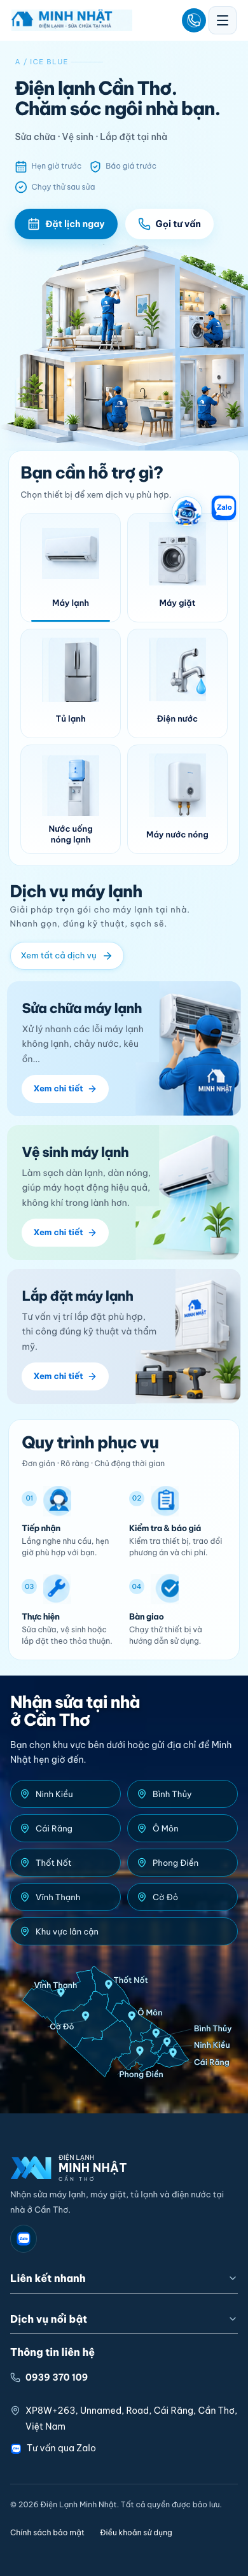 MINH NHẬT
ĐIỆN LẠNH · SỬA CHỮA TẠI NHÀ
A / ICE BLUE
Điện lạnh Cần Thơ.
Chăm sóc ngôi nhà bạn.
Sửa chữa · Vệ sinh · Lắp đặt tại nhà
Hẹn giờ trước
Báo giá trước
Chạy thử sau sửa
Đặt lịch ngay
Gọi tư vấn
Bạn cần hỗ trợ gì?
Chọn thiết bị để xem dịch vụ phù hợp.
Zalo
Máy lạnh
Máy giặt
Tủ lạnh
Điện nước
Nước uống
nóng lạnh
Máy nước nóng
Dịch vụ máy lạnh
Giải pháp trọn gói cho máy lạnh tại nhà.
Nhanh gọn, đúng kỹ thuật, sạch sẽ.
Xem tất cả dịch vụ
Sửa chữa máy lạnh
Xử lý nhanh các lỗi máy lạnh
không lạnh, chảy nước, kêu
ồn...
Xem chi tiết
MINH NHẬT
Vệ sinh máy lạnh
Làm sạch dàn lạnh, dàn nóng,
giúp máy hoạt động hiệu quả,
không khí trong lành hơn.
Xem chi tiết
Lắp đặt máy lạnh
Tư vấn vị trí lắp đặt phù hợp,
thi công đúng kỹ thuật và thẩm
mỹ.
Xem chi tiết
MINH NHẬT
Quy trình phục vụ
Đơn giản · Rõ ràng · Chủ động thời gian
01
Tiếp nhận
Lắng nghe nhu cầu, hẹn
giờ phù hợp với bạn.
02
Kiểm tra & báo giá
Kiểm tra thiết bị, trao đổi
phương án và chi phí.
03
Thực hiện
Sửa chữa, vệ sinh hoặc
lắp đặt theo thỏa thuận.
04
Bàn giao
Chạy thử thiết bị và
hướng dẫn sử dụng.
Nhận sửa tại nhà
ở Cần Thơ
Bạn chọn khu vực bên dưới hoặc gửi địa chỉ để Minh
Nhật hẹn giờ đến.
Ninh Kiều
Bình Thủy
Cái Răng
Ô Môn
Thốt Nốt
Phong Điền
Vĩnh Thạnh
Cờ Đỏ
Khu vực lân cận
Thốt Nốt
Vĩnh Thạnh
Ô Môn
Cờ Đỏ
Bình Thủy
Ninh Kiều
Cái Răng
Phong Điền
ĐIỆN LẠNH
MINH NHẬT
CẦN THƠ
Nhận sửa máy lạnh, máy giặt, tủ lạnh và điện nước tại
nhà ở Cần Thơ.
Zalo
Liên kết nhanh
Dịch vụ nổi bật
Thông tin liên hệ
0939 370 109
XP8W+263, Unnamed, Road, Cái Răng, Cần Thơ,
Việt Nam
Tư vấn qua Zalo
© 2026 Điện Lạnh Minh Nhật. Tất cả quyền được bảo lưu.
Chính sách bảo mật
Điều khoản sử dụng